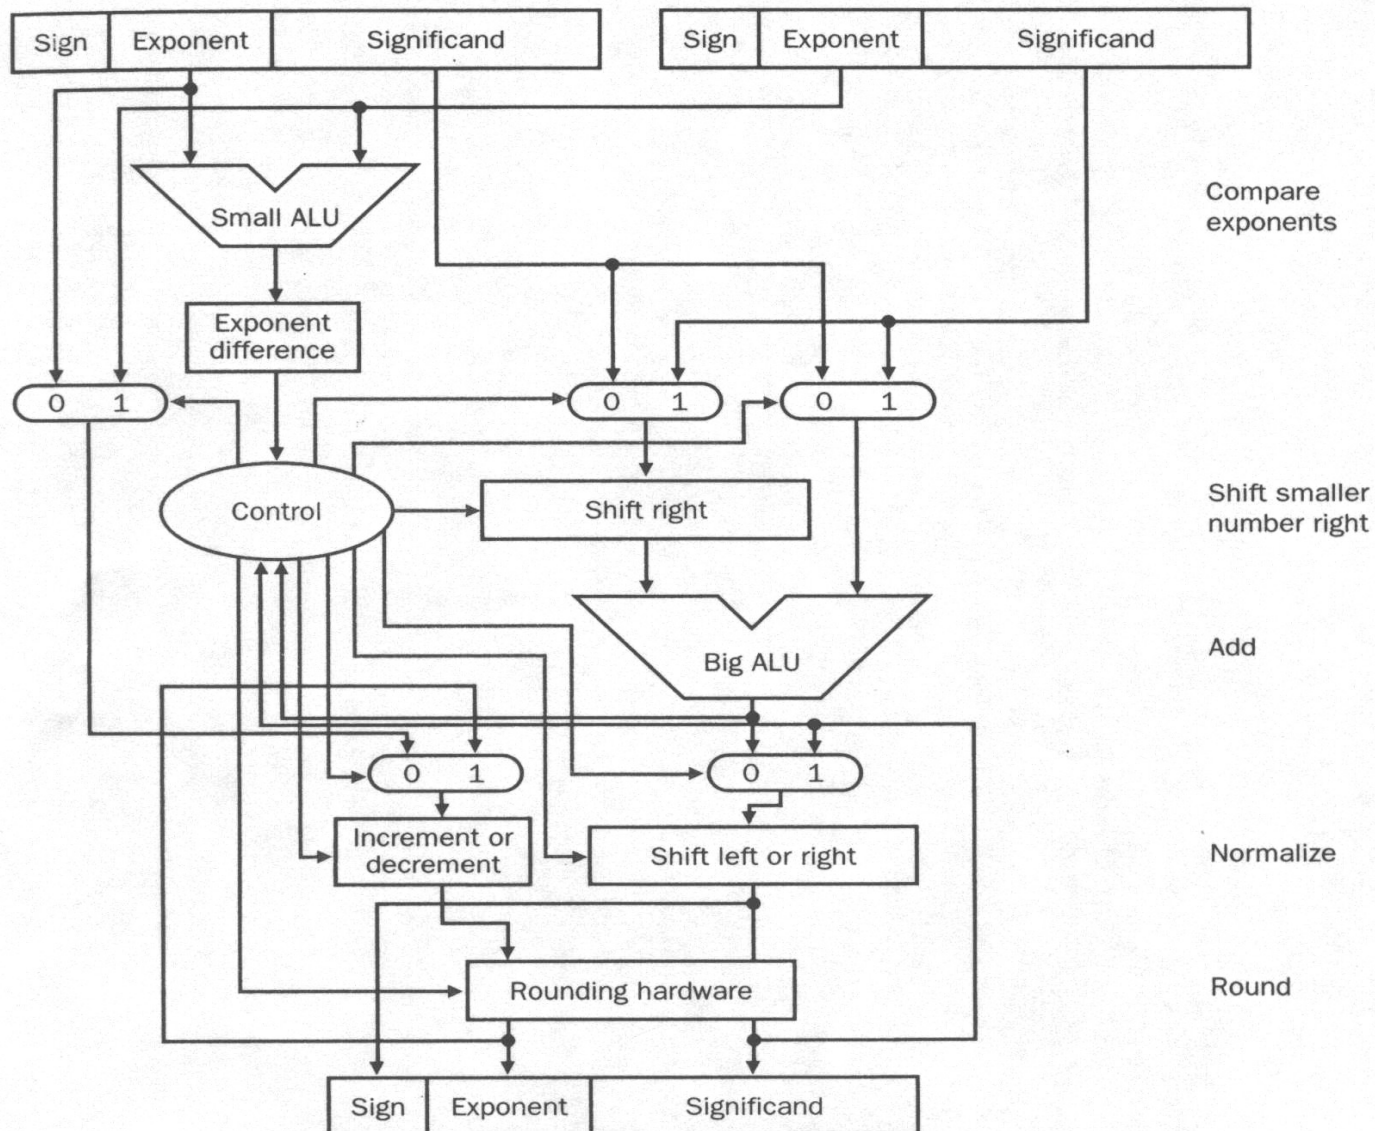 Sign Exponent Significand Sign Exponent Significand
Compare
exponents
Small ALU
Exponent
difference
0 1 0 1 0 1
Control
Shift right
Shift smaller
number right
Big ALU
Add
0 1 0 1
Increment or
decrement
Shift left or right
Normalize
Rounding hardware
Round
Sign Exponent Significand